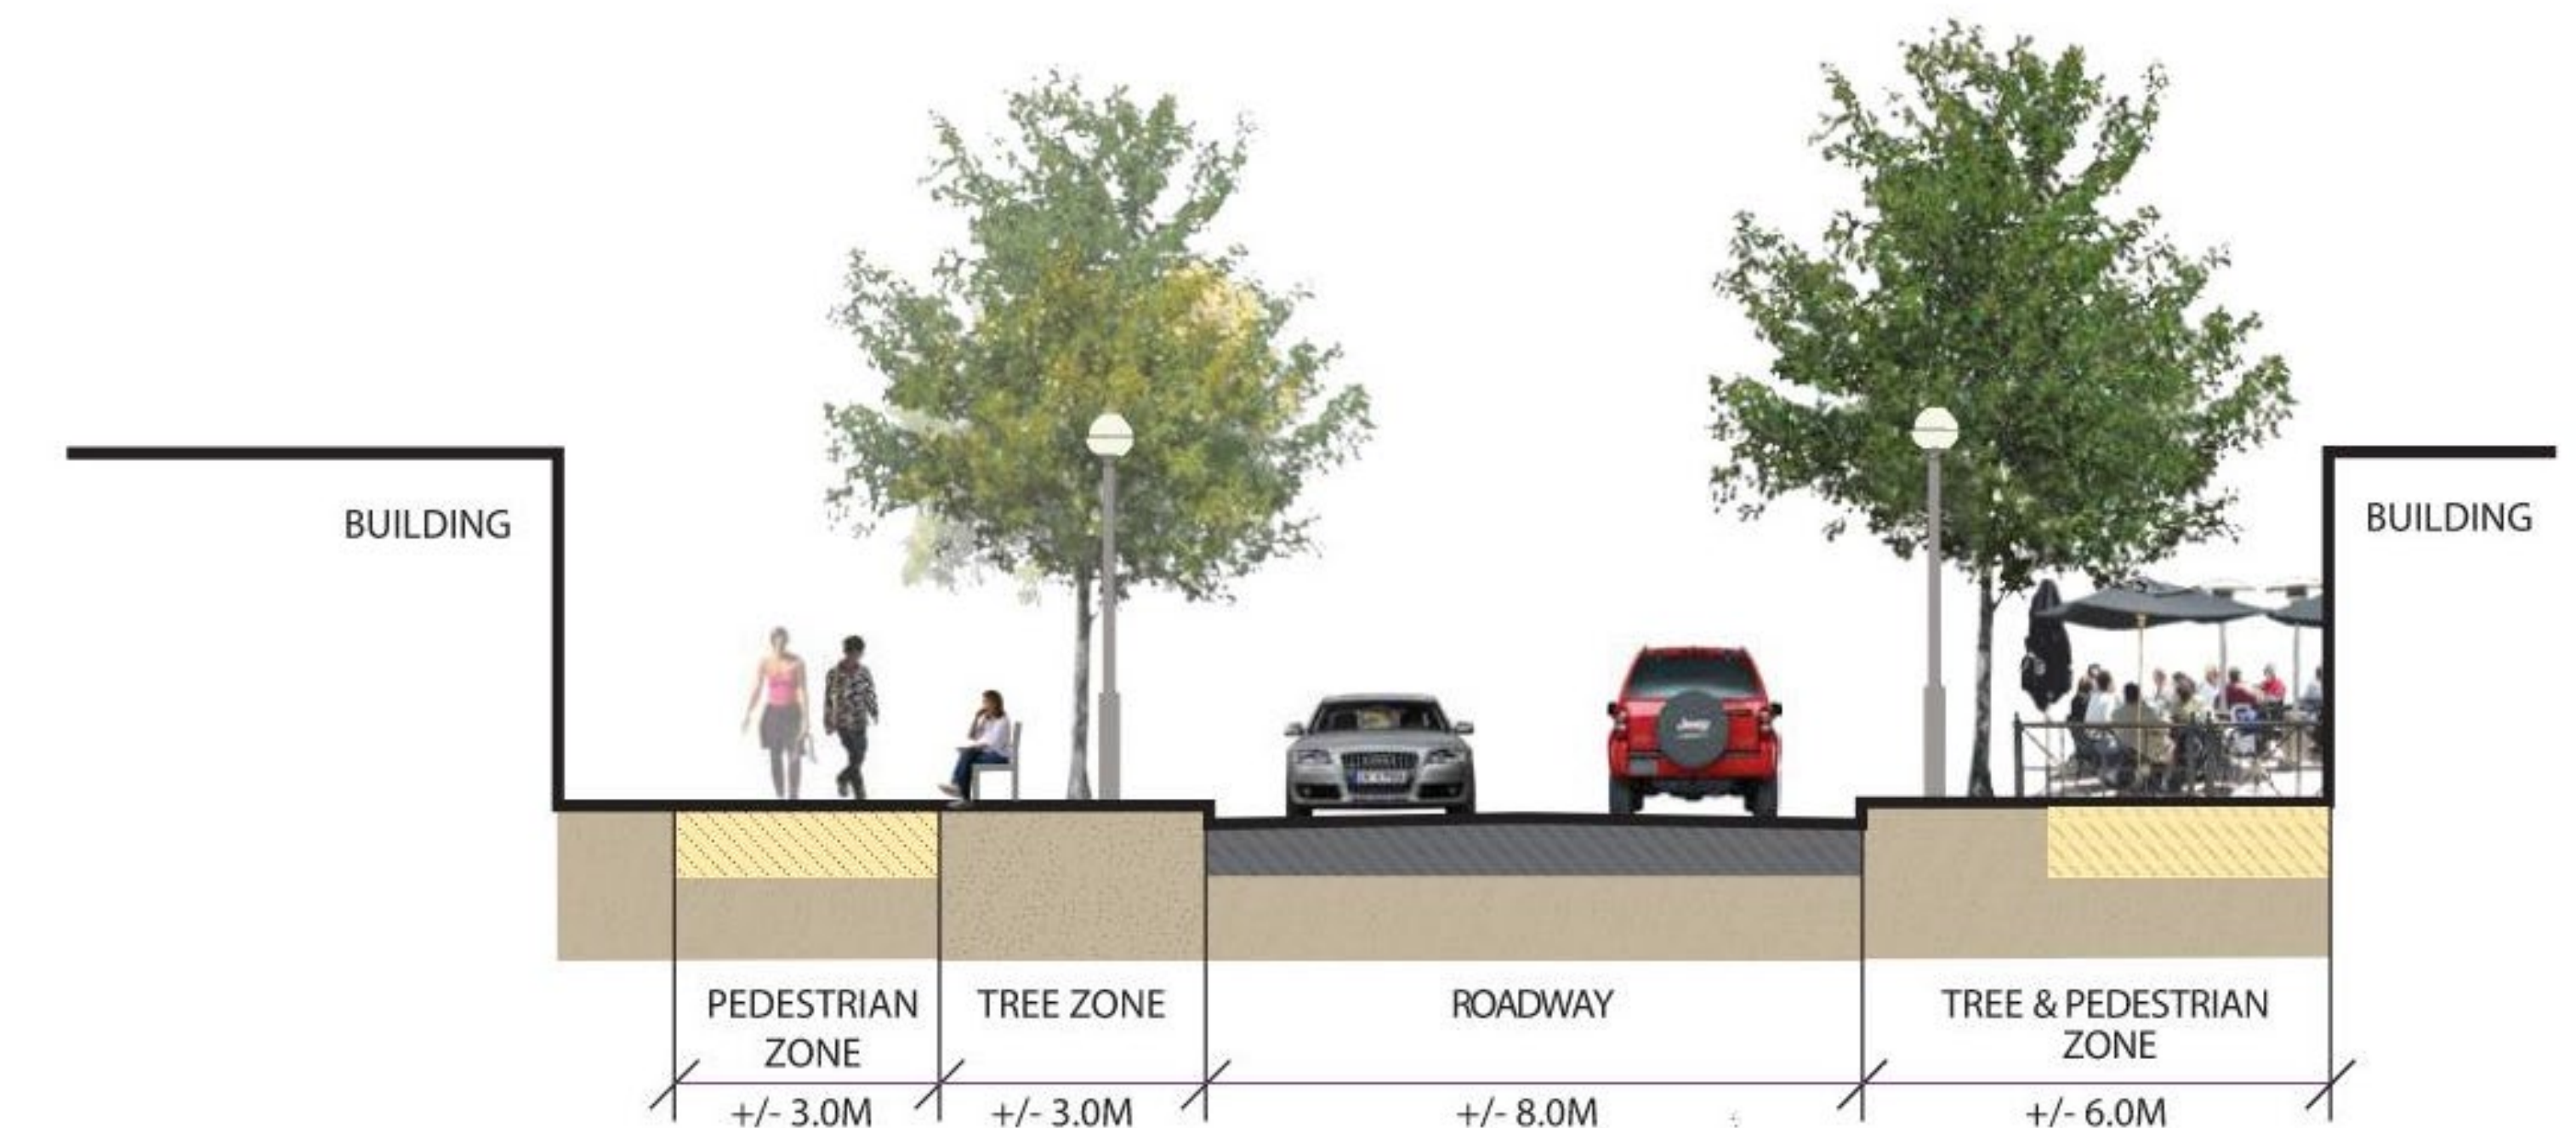 BUILDING
BUILDING
PEDESTRIAN
ZONE
TREE ZONE
ROADWAY
TREE & PEDESTRIAN
ZONE
+/- 3.0M
+/- 3.0M
+/- 8.0M
+/- 6.0M